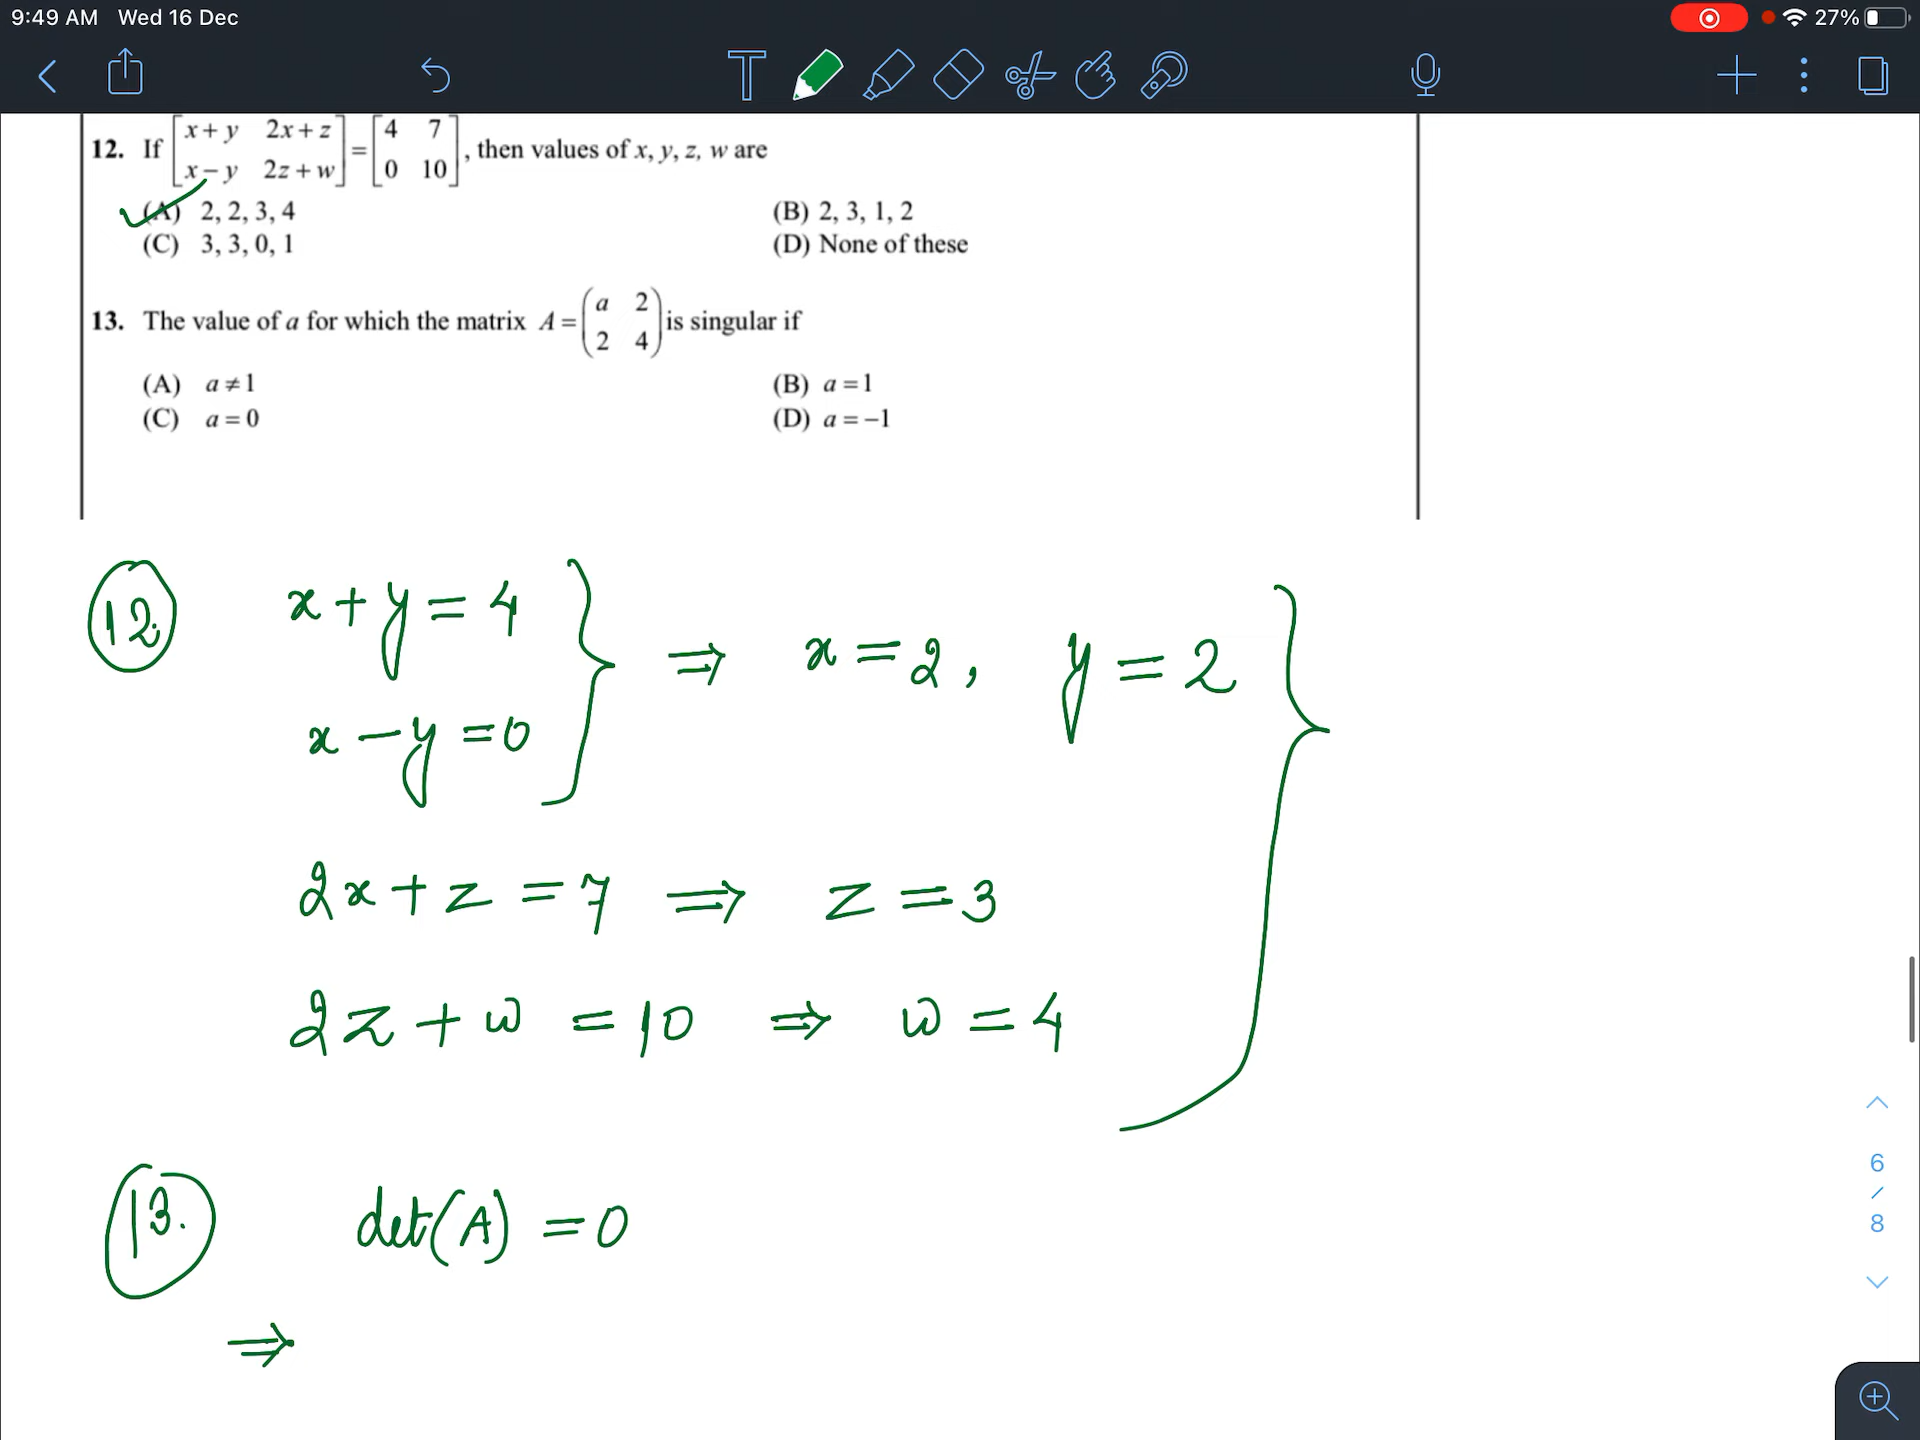 9:49 AM Wed 16 Dec 27%
T
12. If [x+y 2x+z x−y 2z+w] = [4 7 0 10], then values of x, y, z, w are
(A) 2, 2, 3, 4 (B) 2, 3, 1, 2
(C) 3, 3, 0, 1 (D) None of these
13. The value of a for which the matrix A = (a 2 2 4) is singular if
(A) a ≠ 1 (B) a = 1
(C) a = 0 (D) a = −1
12. x + y = 4
x − y = 0
⇒ x = 2, y = 2
2x + z = 7 ⇒ z = 3
2z + w = 10 ⇒ w = 4
13. det(A) = 0
⇒
6
/
8